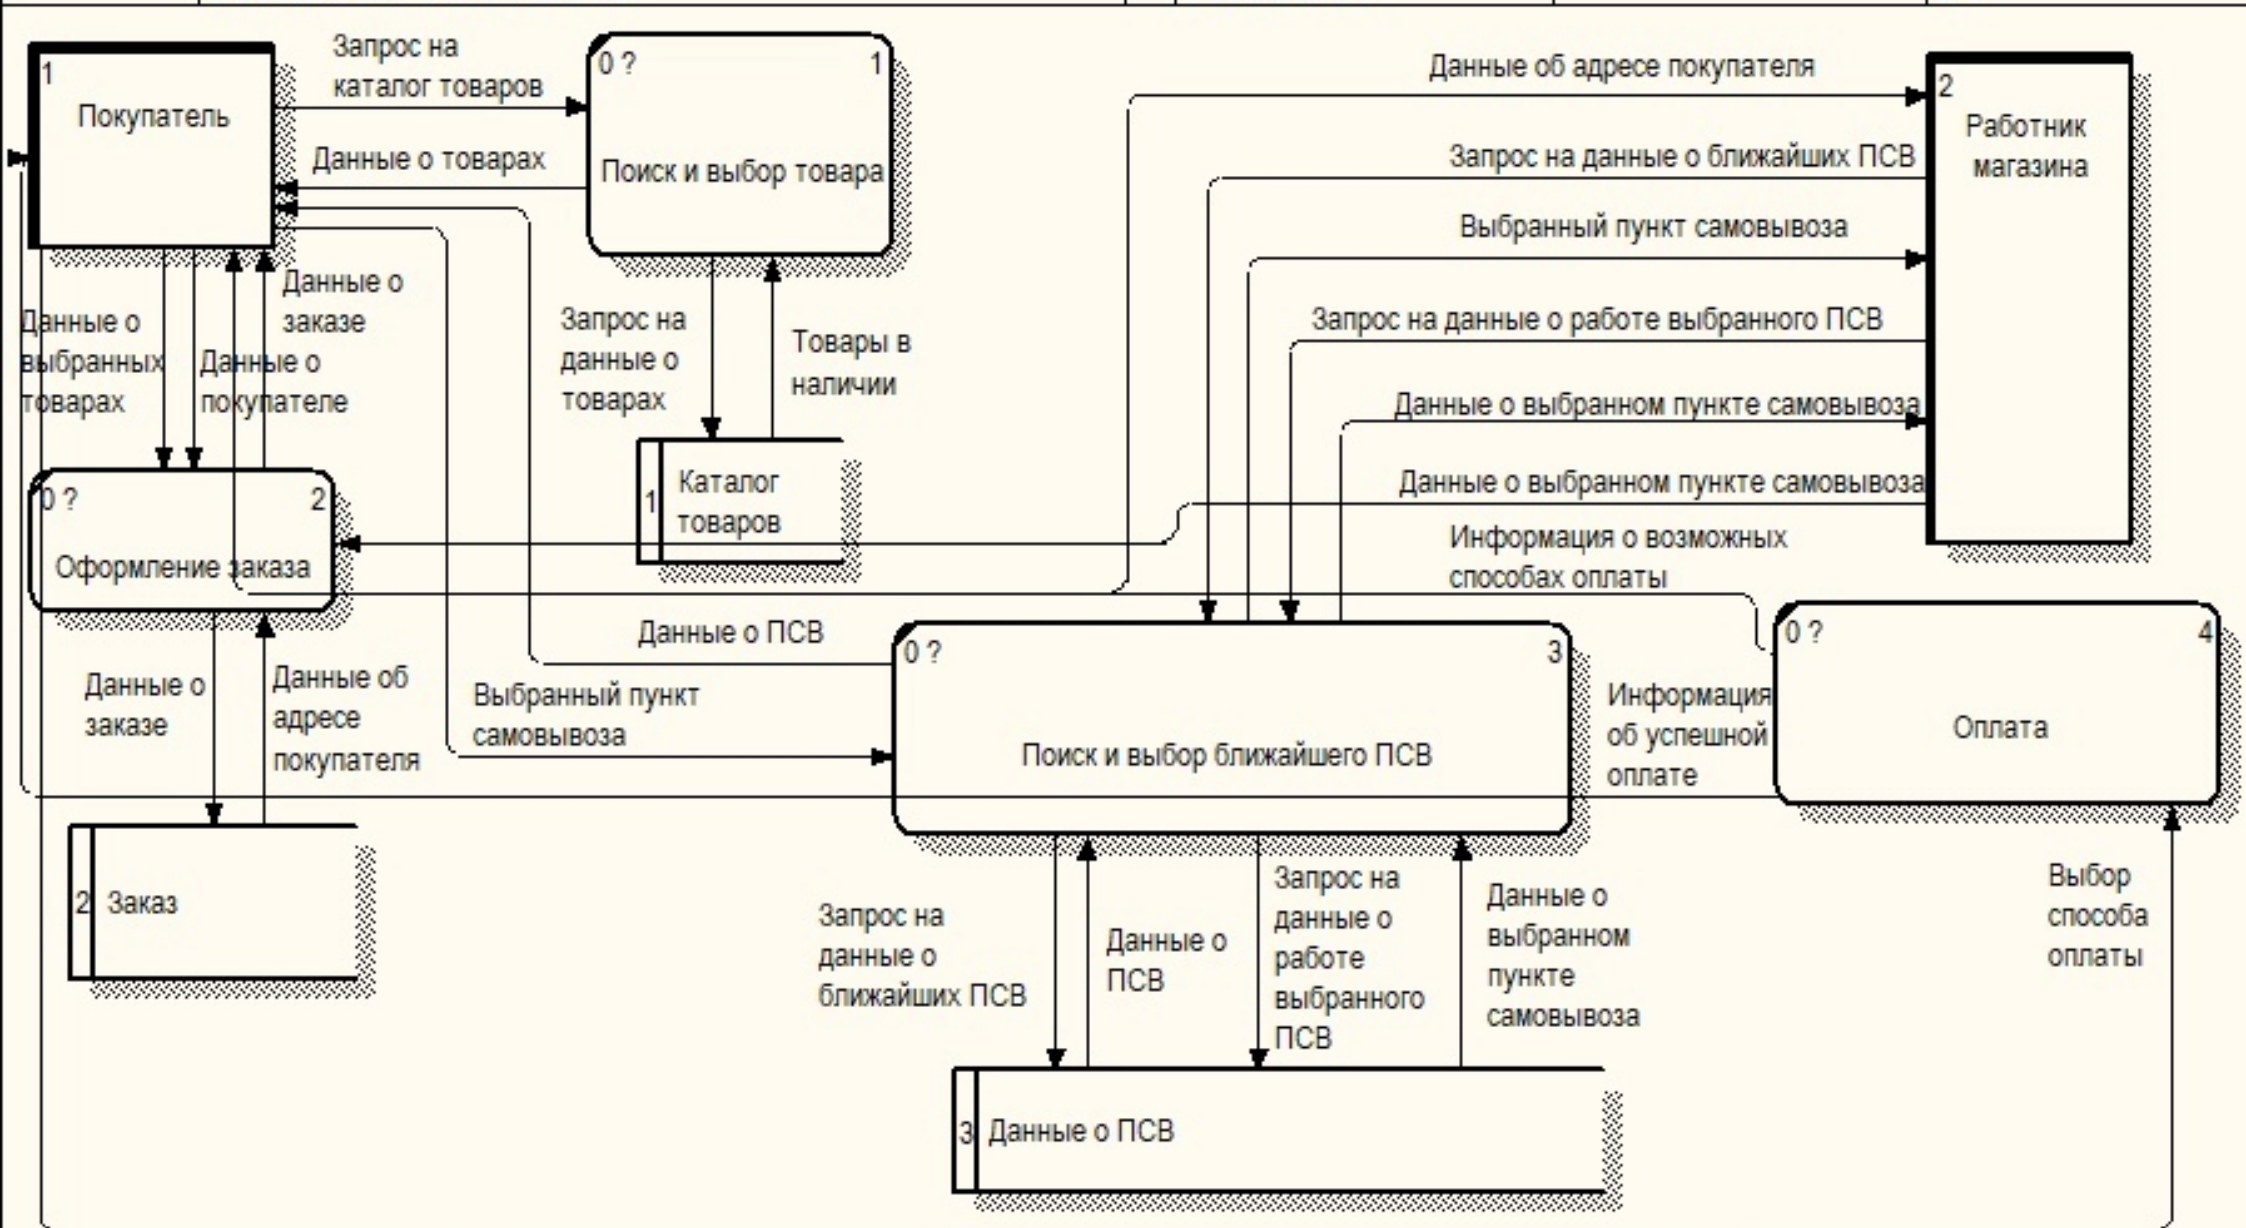 1
Покупатель
Запрос на
каталог товаров
Данные о товарах
0 ?
1
Поиск и выбор товара
Данные об адресе покупателя
Запрос на данные о ближайших ПСВ
Выбранный пункт самовывоза
Запрос на данные о работе выбранного ПСВ
Данные о выбранном пункте самовывоза
Данные о выбранном пункте самовывоза
2
Работник
магазина
Данные о
выбранных
товарах
Данные о
покупателе
Данные о
заказе
Запрос на
данные о
товарах
Товары в
наличии
1
Каталог
товаров
0 ?
2
Оформление заказа
Информация о возможных
способах оплаты
Данные о
заказе
Данные об
адресе
покупателя
Данные о ПСВ
Выбранный пункт
самовывоза
0 ?
3
Поиск и выбор ближайшего ПСВ
Информация
об успешной
оплате
0 ?
4
Оплата
2
Заказ
Запрос на
данные о
ближайших ПСВ
Данные о
ПСВ
Запрос на
данные о
работе
выбранного
ПСВ
Данные о
выбранном
пункте
самовывоза
Выбор
способа
оплаты
3
Данные о ПСВ